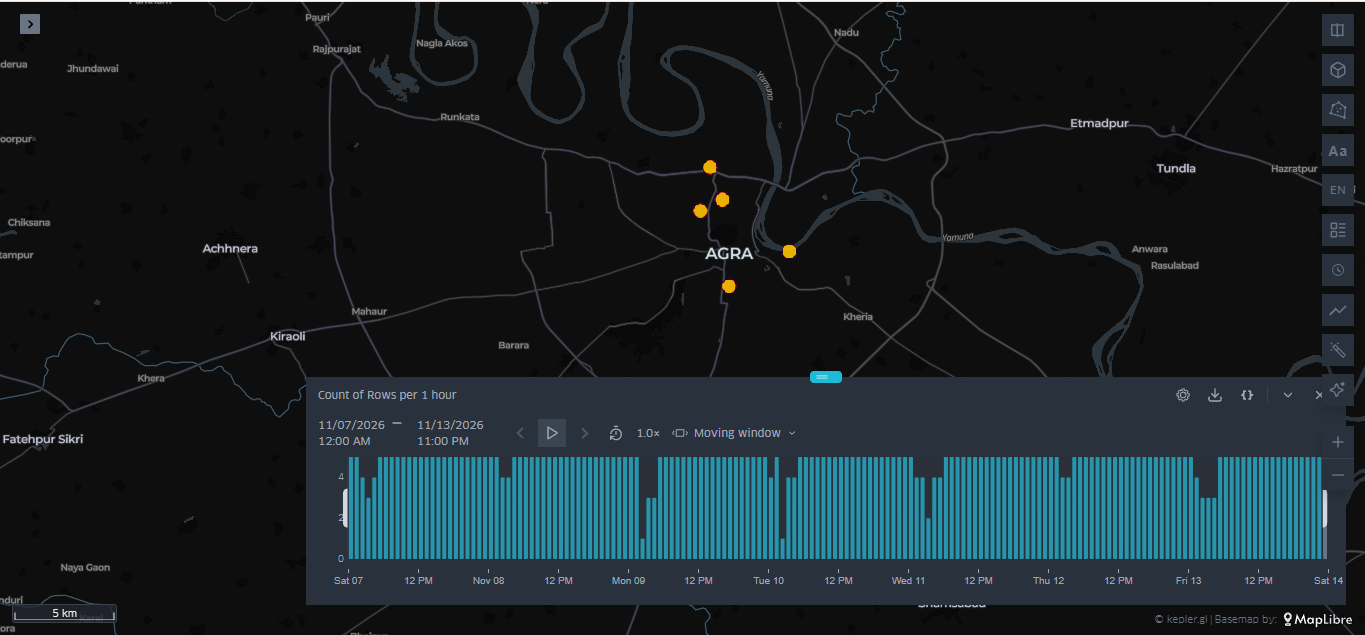 Pauri
Nadu
Rajpurajat
Nagla Akos
derua
Jhundawai
Yamuna
Runkata
Etmadpur
oorpur
Tundla
Hazratpur
Aa
EN
Chiksana
Achhnera
AGRA
Yamuna
tampur
Anwara
Rasulabad
Mahaur
Kheria
Kiraoli
Barara
Khera
Fatehpur Sikri
Count of Rows per 1 hour
11/07/2026 — 11/13/2026
12:00 AM 11:00 PM
1.0× Moving window
4
2
0
Sat 07 12 PM Nov 08 12 PM Mon 09 12 PM Tue 10 12 PM Wed 11 12 PM Thu 12 12 PM Fri 13 12 PM Sat 14
Naya Gaon
nduri
5 km
Karai
ora
© kepler.gl | Basemap by: MapLibre